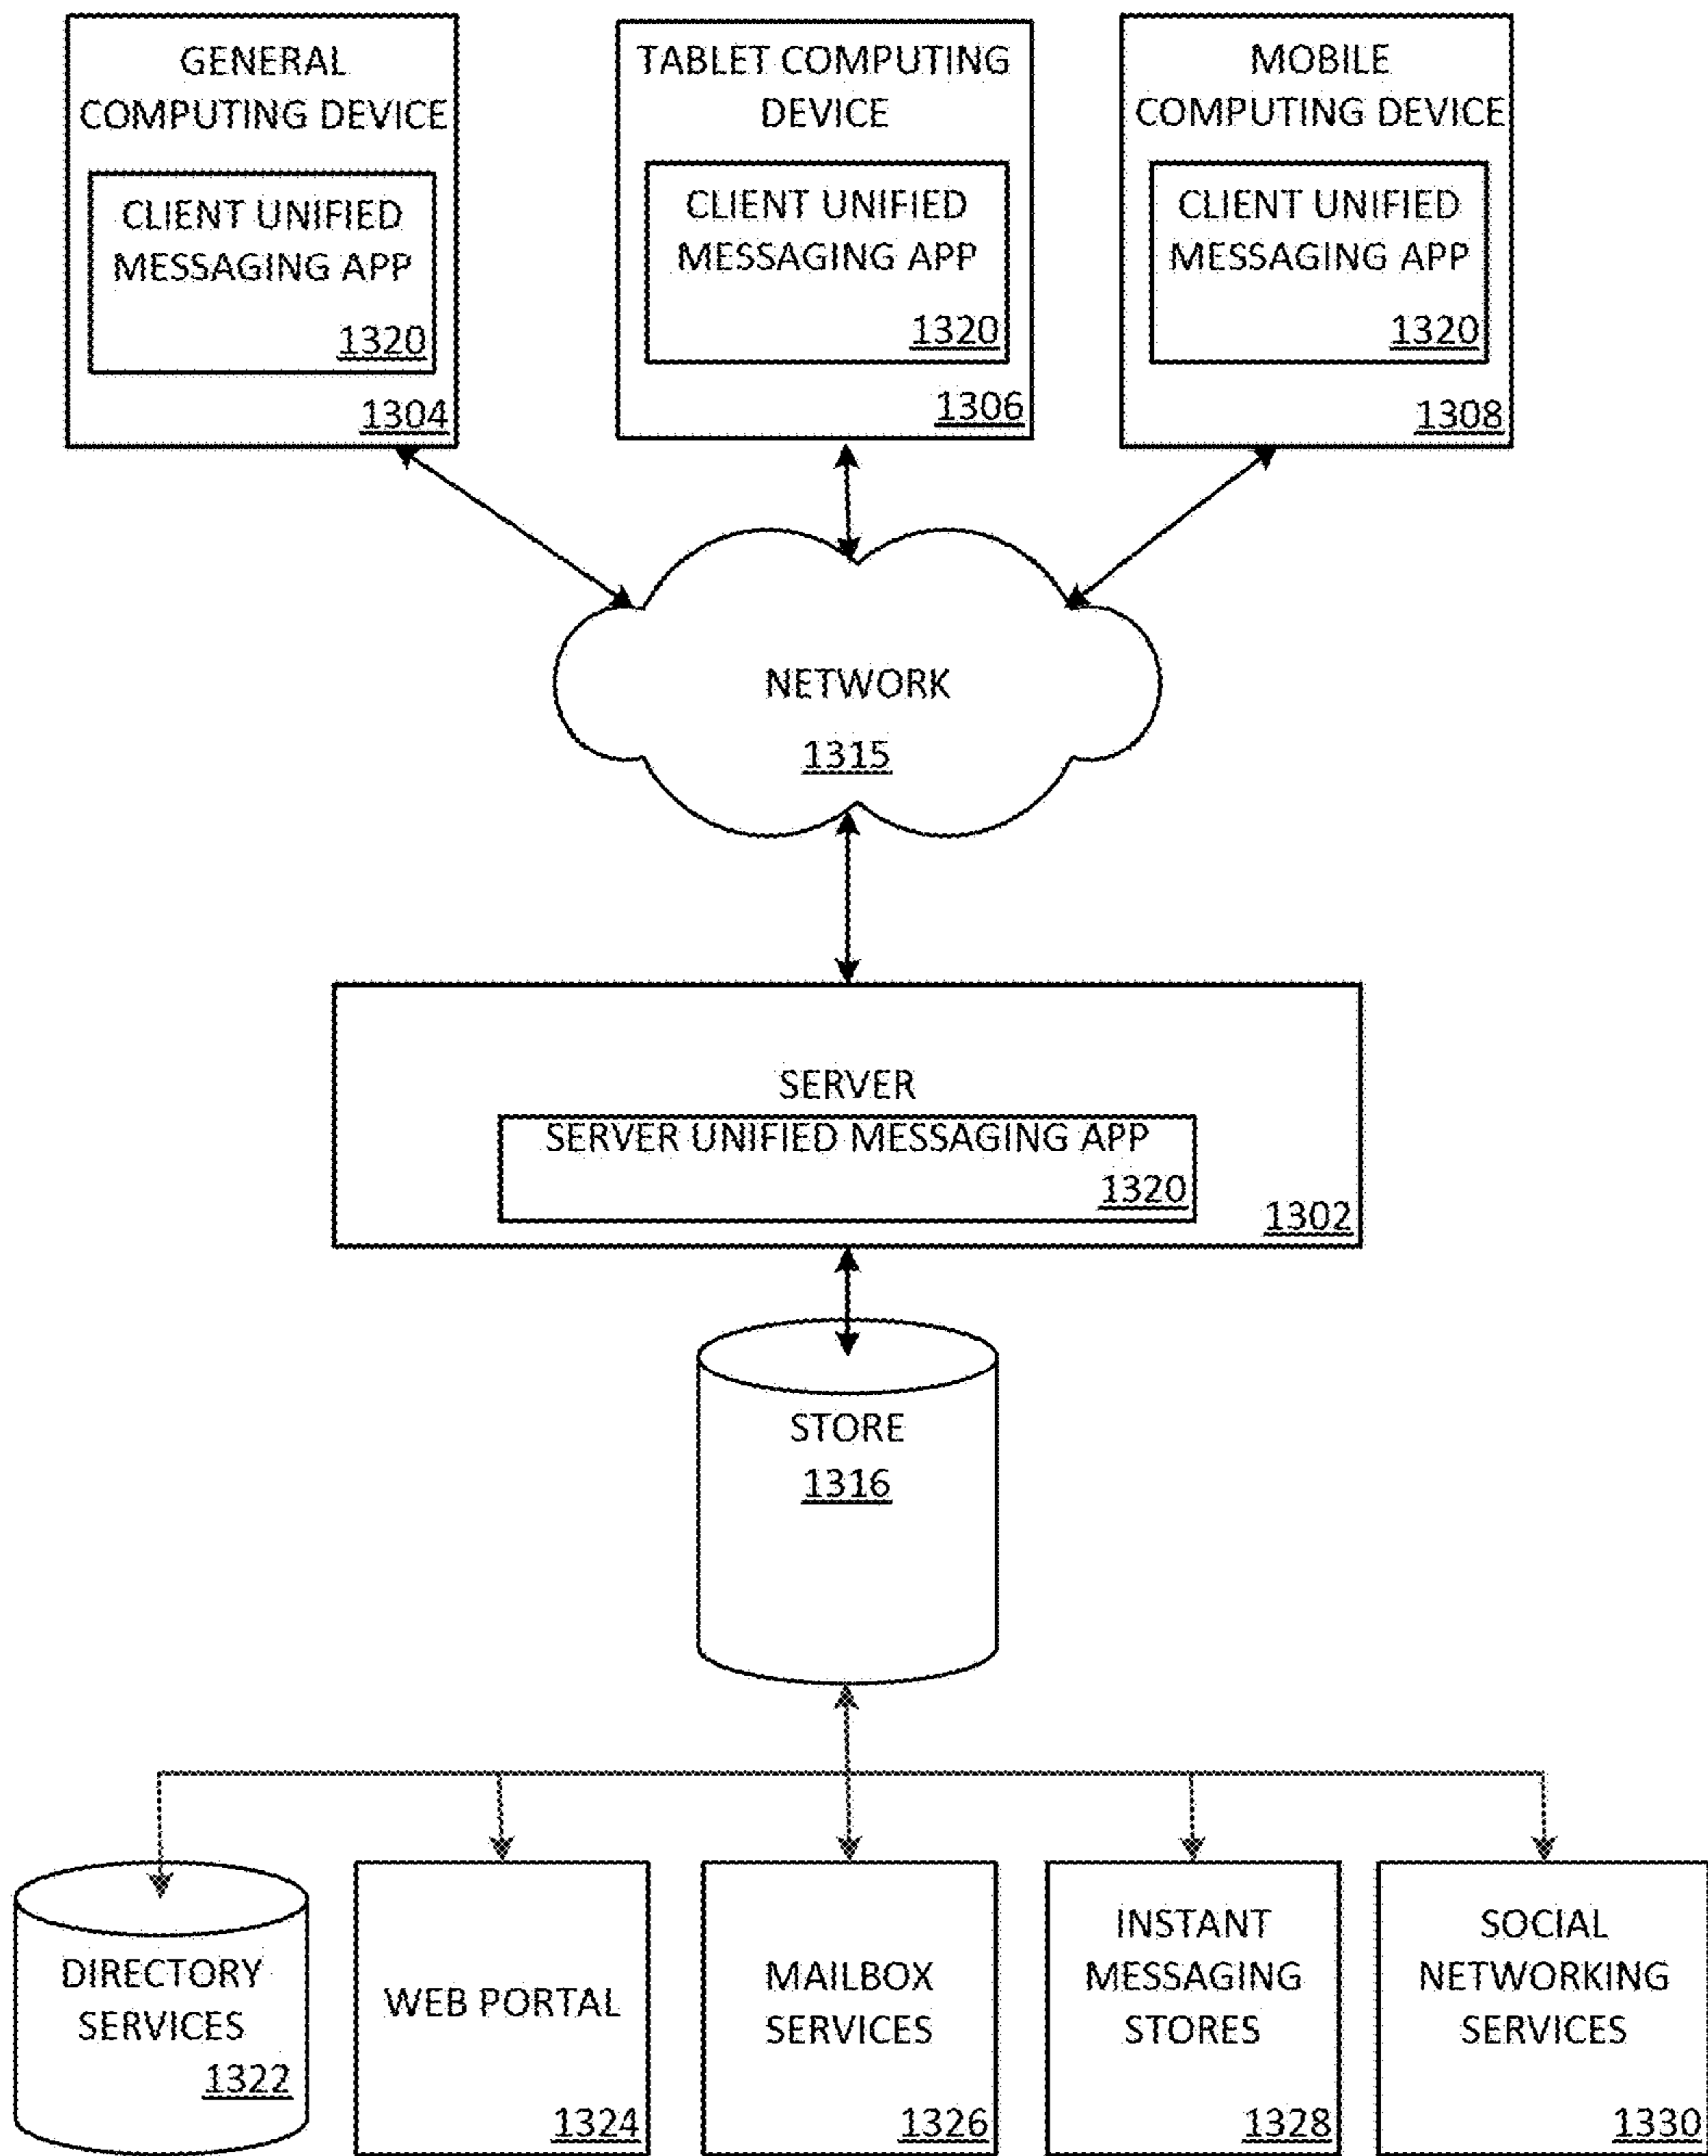 GENERAL
COMPUTING DEVICE
CLIENT UNIFIED
MESSAGING APP
1320
1304
TABLET COMPUTING
DEVICE
CLIENT UNIFIED
MESSAGING APP
1320
1306
MOBILE
COMPUTING DEVICE
CLIENT UNIFIED
MESSAGING APP
1320
1308
NETWORK
1315
SERVER
SERVER UNIFIED MESSAGING APP
1320
1302
STORE
1316
DIRECTORY
SERVICES
1322
WEB PORTAL
1324
MAILBOX
SERVICES
1326
INSTANT
MESSAGING
STORES
1328
SOCIAL
NETWORKING
SERVICES
1330